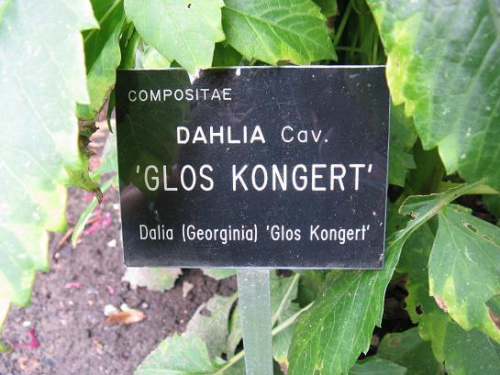 COMPOSITAE
DAHLIA Cav.
'GLOS KONGERT'
Dalia (Georginia) 'Glos Kongert'